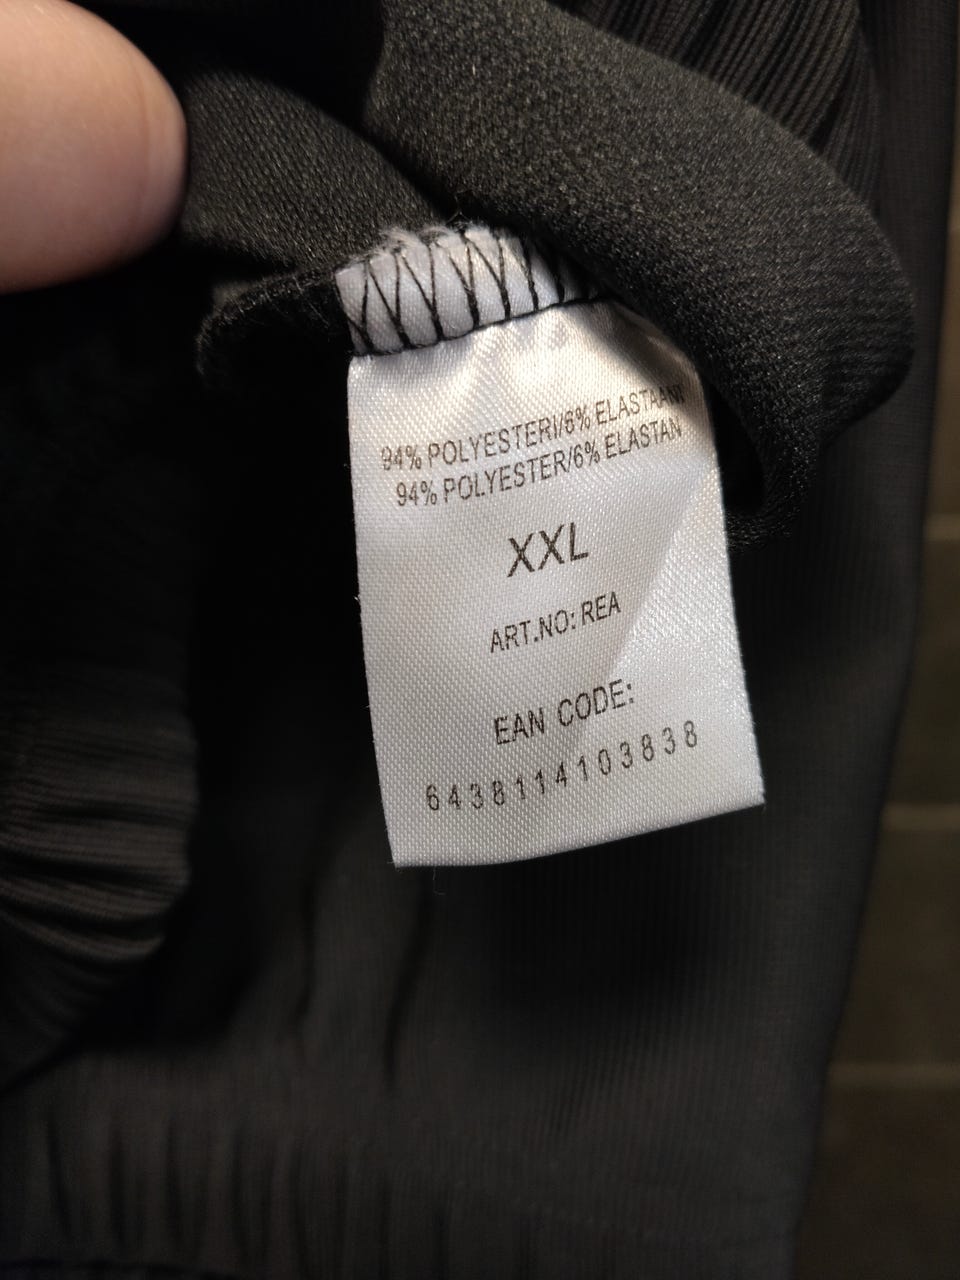 94% POLYESTERI/6% ELASTAANI
94% POLYESTER/6% ELASTAN
XXL
ART.NO: REA
EAN CODE:
6438114103838